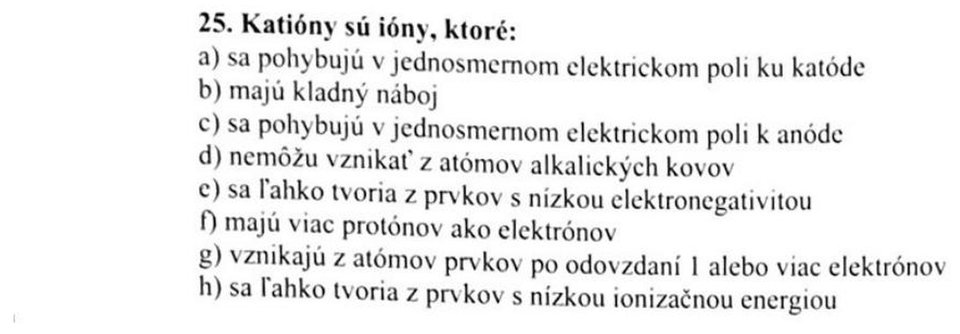 25. Katióny sú ióny, ktoré:
a) sa pohybujú v jednosmernom elektrickom poli ku katóde
b) majú kladný náboj
c) sa pohybujú v jednosmernom elektrickom poli k anóde
d) nemôžu vznikať z atómov alkalických kovov
e) sa ľahko tvoria z prvkov s nízkou elektronegativitou
f) majú viac protónov ako elektrónov
g) vznikajú z atómov prvkov po odovzdaní 1 alebo viac elektrónov
h) sa ľahko tvoria z prvkov s nízkou ionizačnou energiou